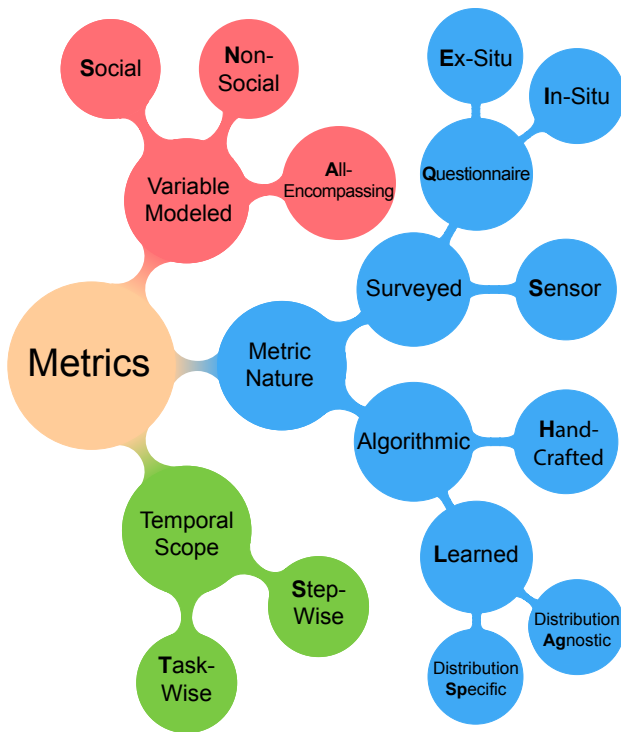 Social
Non-
Social
Variable
Modeled
All-
Encompassing
Metrics
Metric
Nature
Surveyed
Questionnaire
Ex-Situ
In-Situ
Sensor
Algorithmic
Hand-
Crafted
Learned
Distribution
Agnostic
Distribution
Specific
Temporal
Scope
Step-
Wise
Task-
Wise